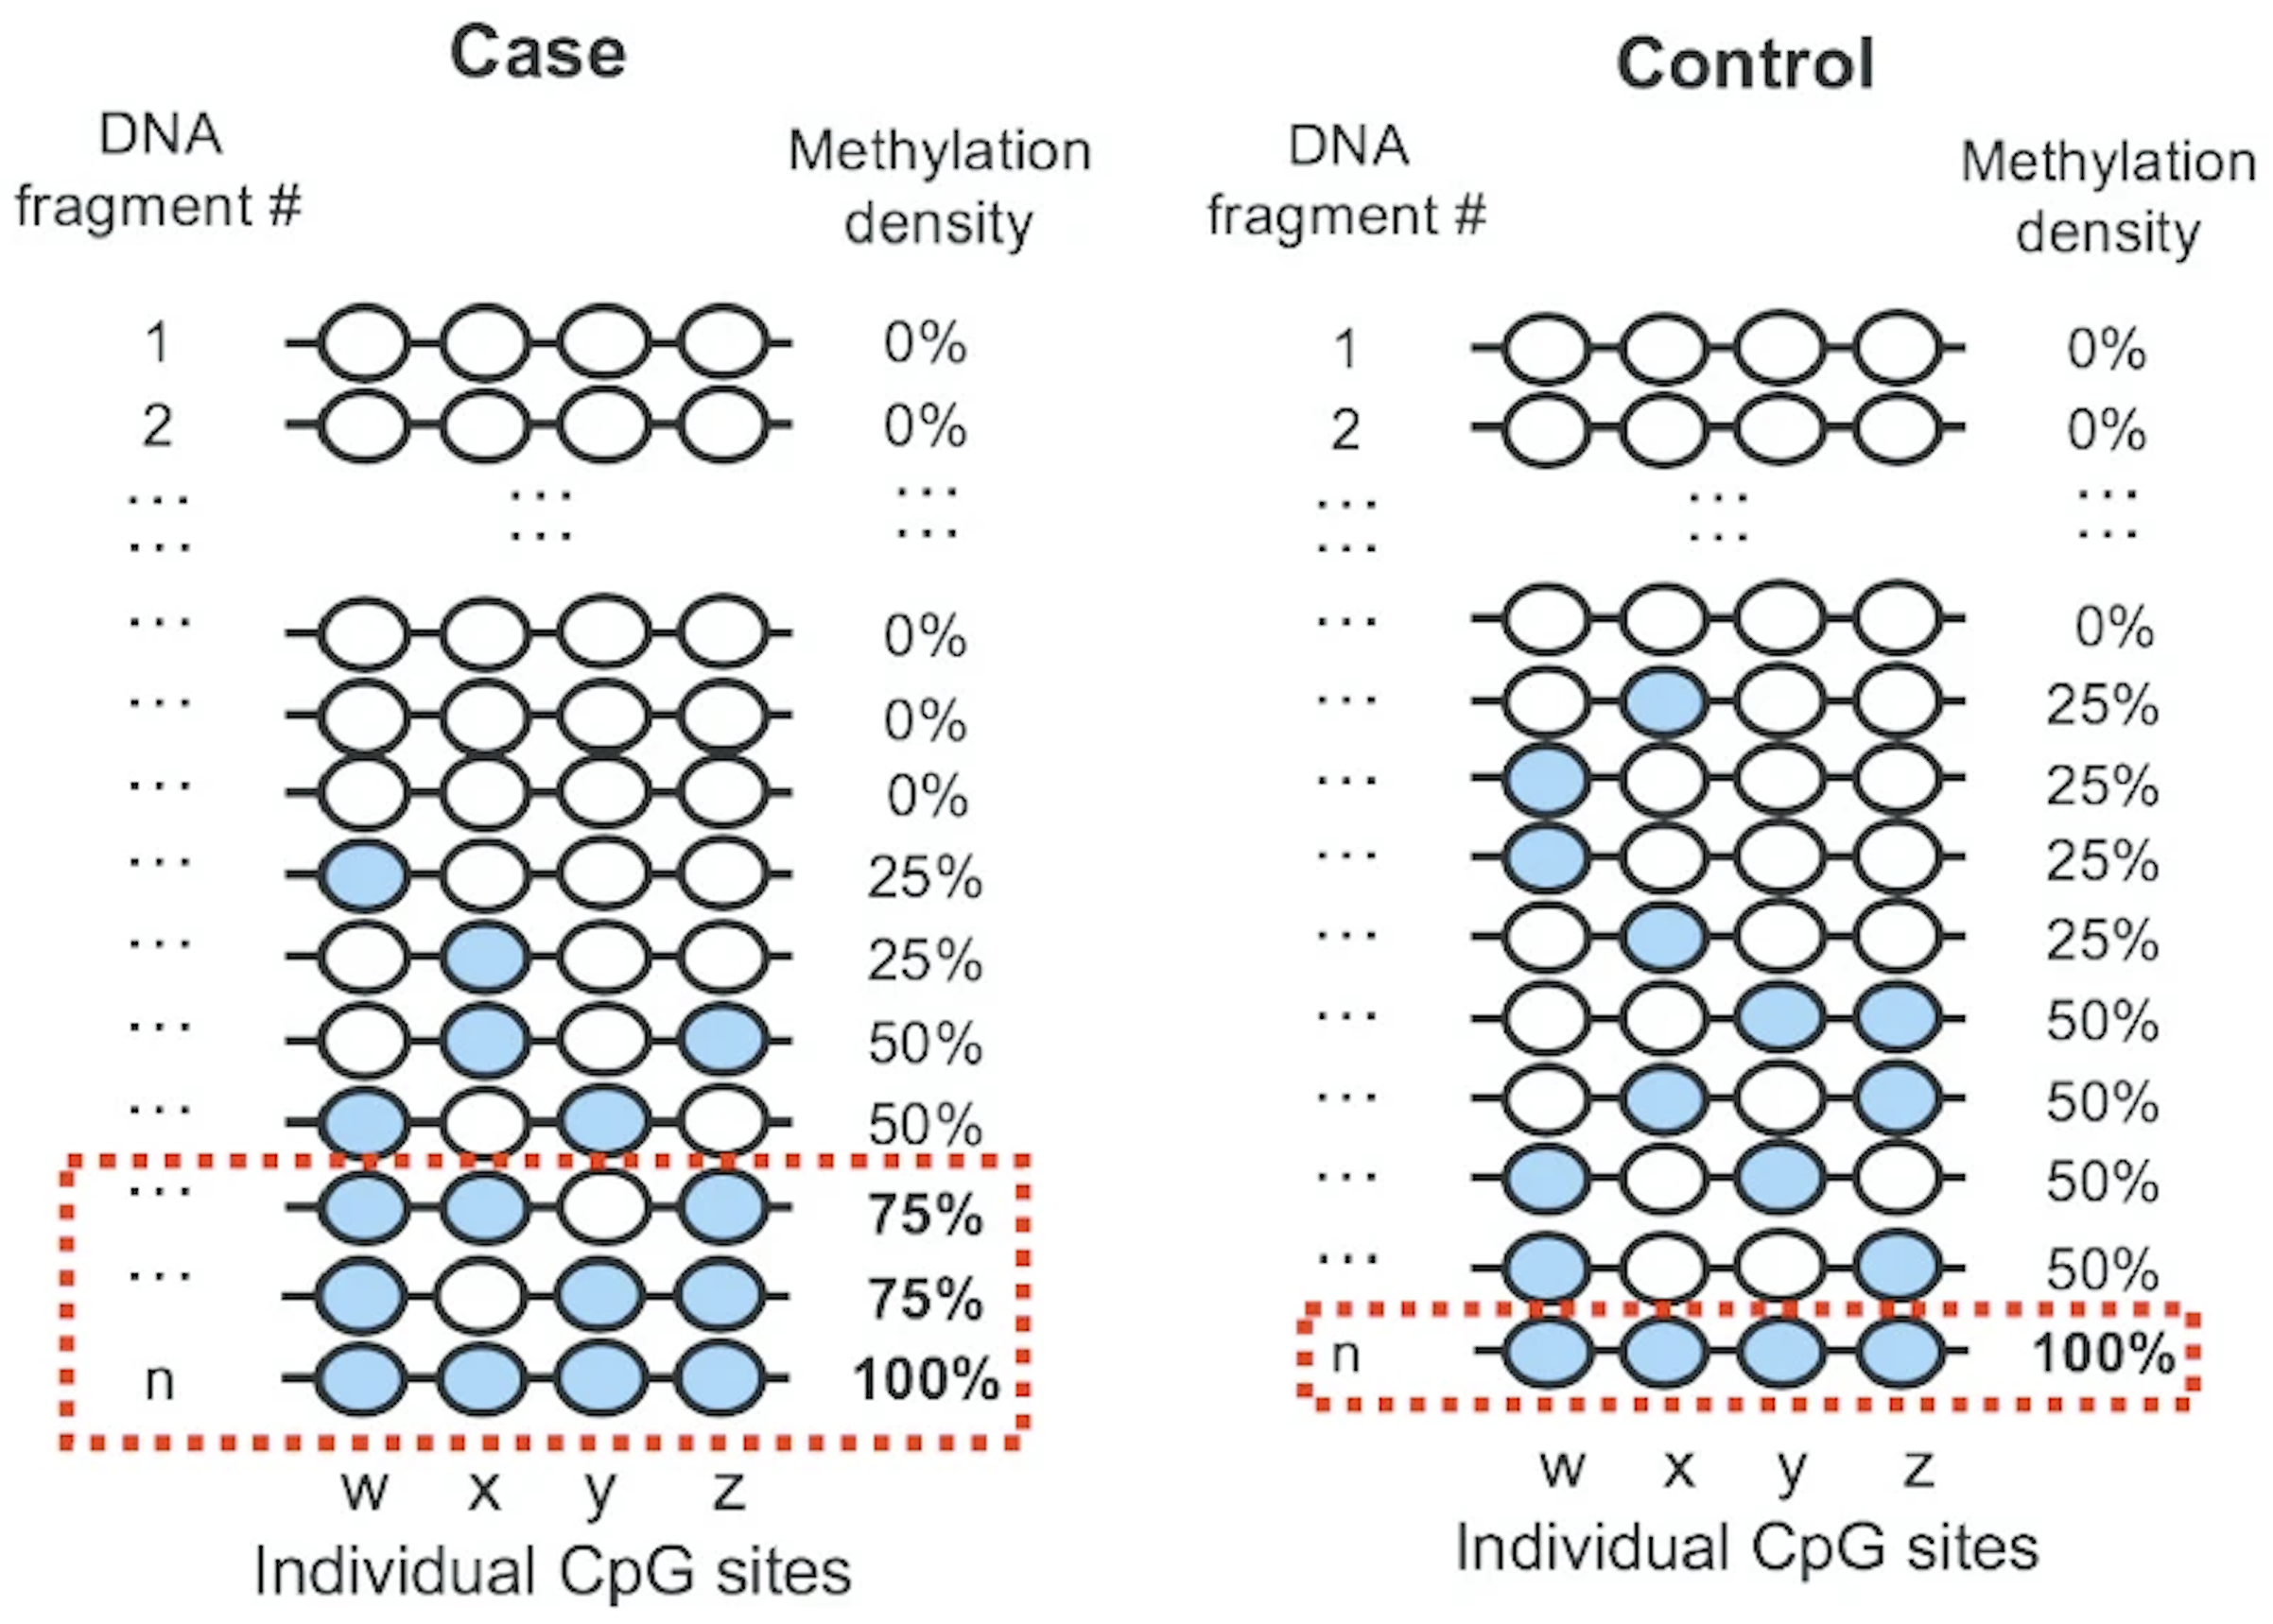 Case
DNA
fragment #
Methylation
density
1 0%
2 0%
... ... ...
... ... ...
... 0%
... 0%
... 0%
... 25%
... 25%
... 50%
... 50%
... 75%
... 75%
n 100%
w x y z
Individual CpG sites
Control
DNA
fragment #
Methylation
density
1 0%
2 0%
... ... ...
... ... ...
... 0%
... 25%
... 25%
... 25%
... 25%
... 50%
... 50%
... 50%
... 50%
n 100%
w x y z
Individual CpG sites